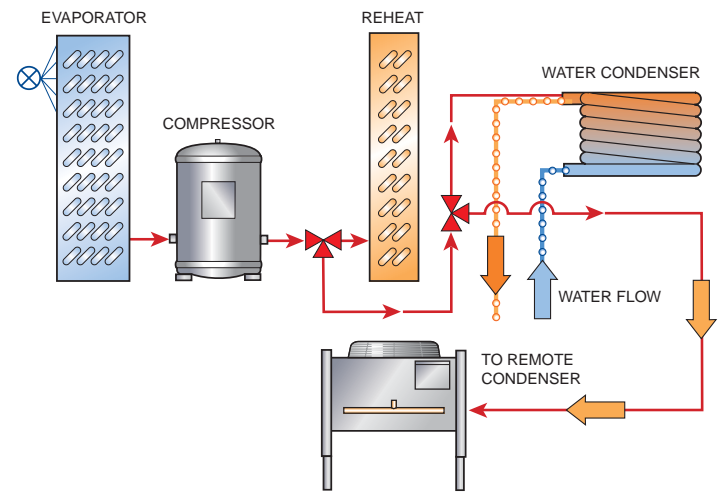 EVAPORATOR
REHEAT
WATER CONDENSER
COMPRESSOR
WATER FLOW
TO REMOTE
CONDENSER